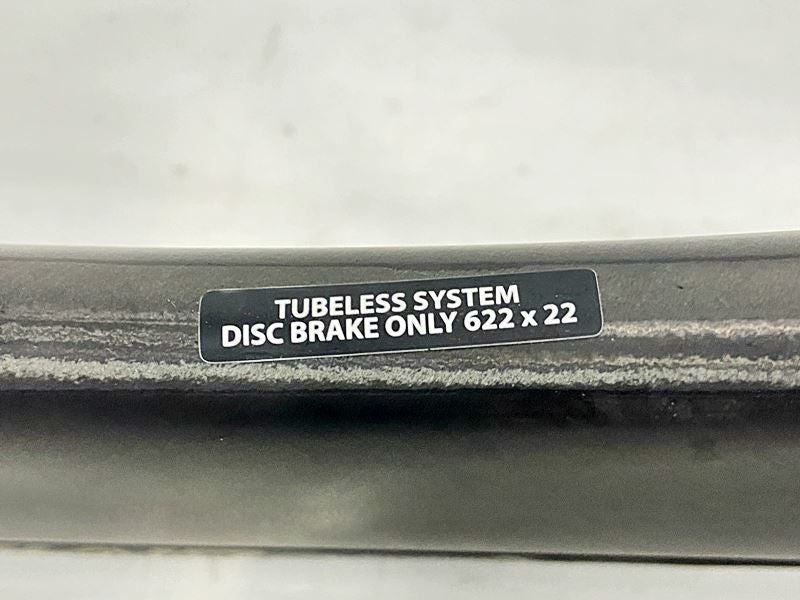 TUBELESS SYSTEM
DISC BRAKE ONLY 622 x 22